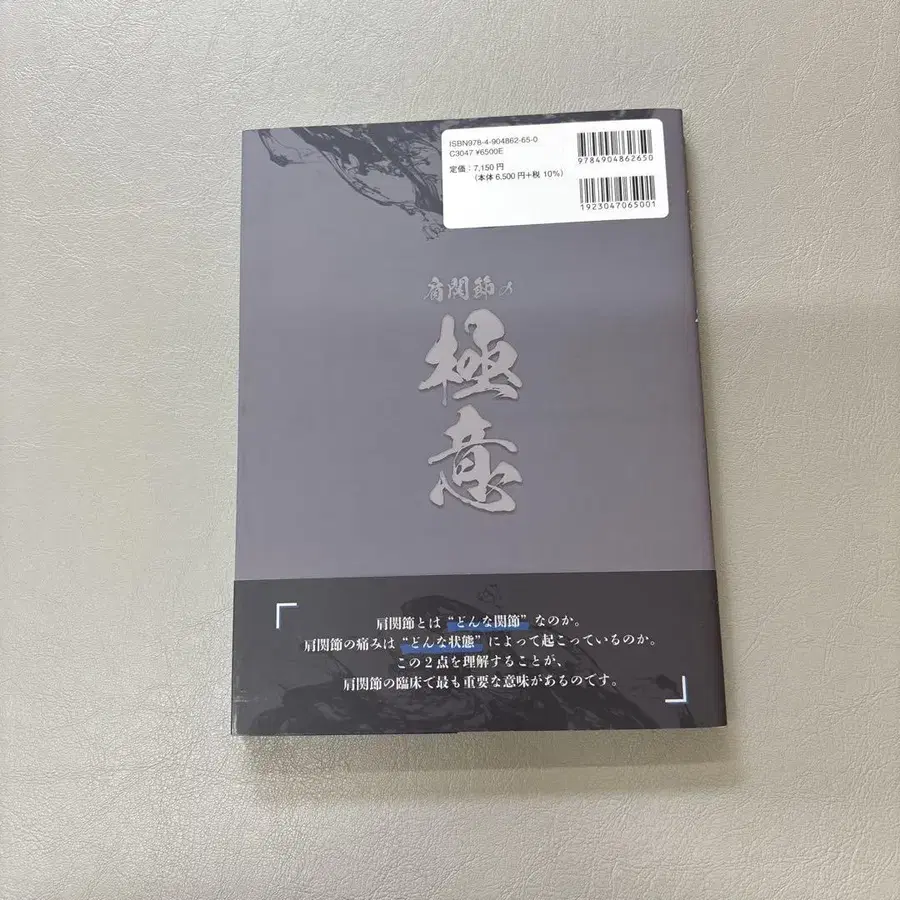 ISBN978-4-904862-65-0
C3047 ¥6500E
定価：7,150円
（本体6,500円＋税10％）
9784904862650
1923047065001
肩関節の
極意
「
肩関節とは“どんな関節”なのか。
肩関節の痛みは“どんな状態”によって起こっているのか。
この２点を理解することが、
肩関節の臨床で最も重要な意味があるのです。
」